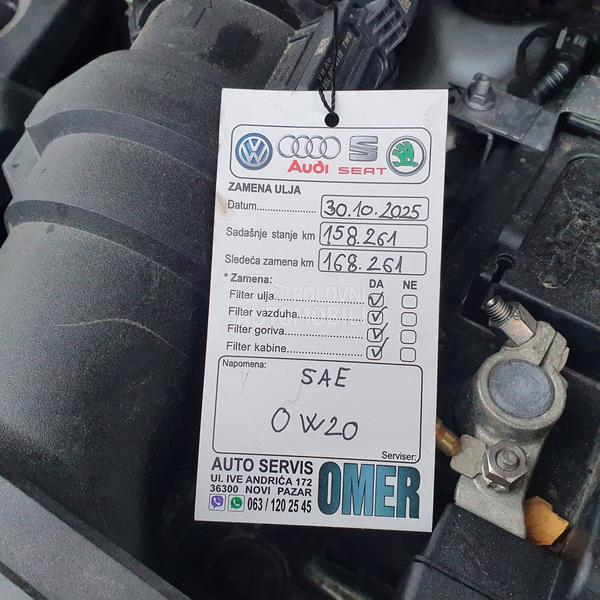 Audi SEAT
ZAMENA ULJA
Datum.................... 30.10.2025
Sadašnje stanje km 158.261
Sledeća zamena km 168.261
* Zamena: DA NE
Filter ulja
Filter vazduha
Filter goriva
Filter kabine
Napomena:
SAE
0W20
Serviser:
AUTO SERVIS OMER
Ul. IVE ANDRIĆA 172
36300 NOVI PAZAR
063/120 25 45